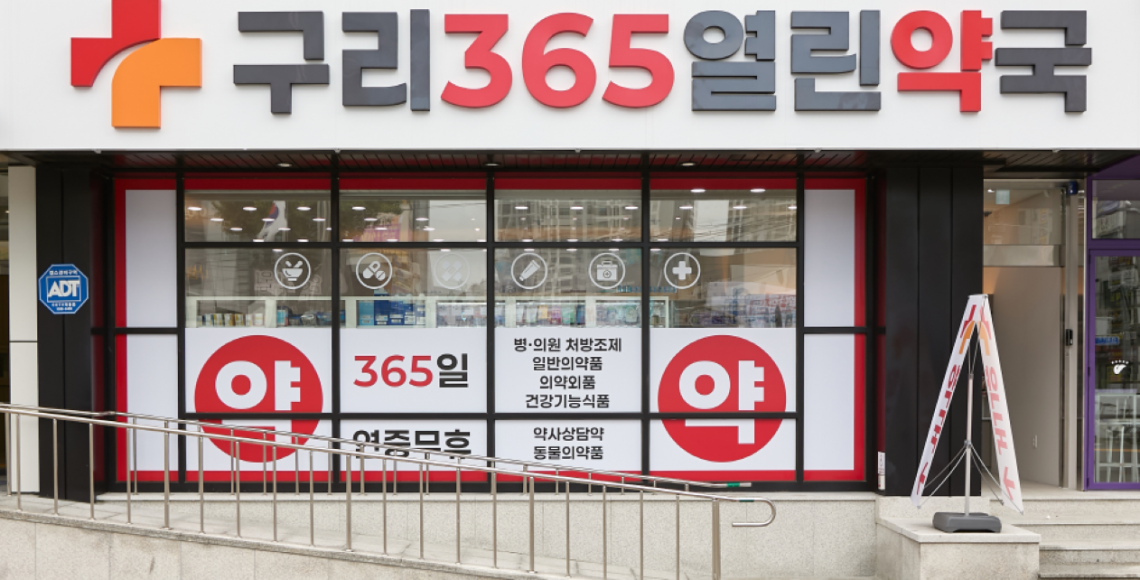 구리365열린약국
ADT
약
365일
연중무휴
병·의원 처방조제
일반의약품
의약외품
건강기능식품
약사상담약
동물의약품
약